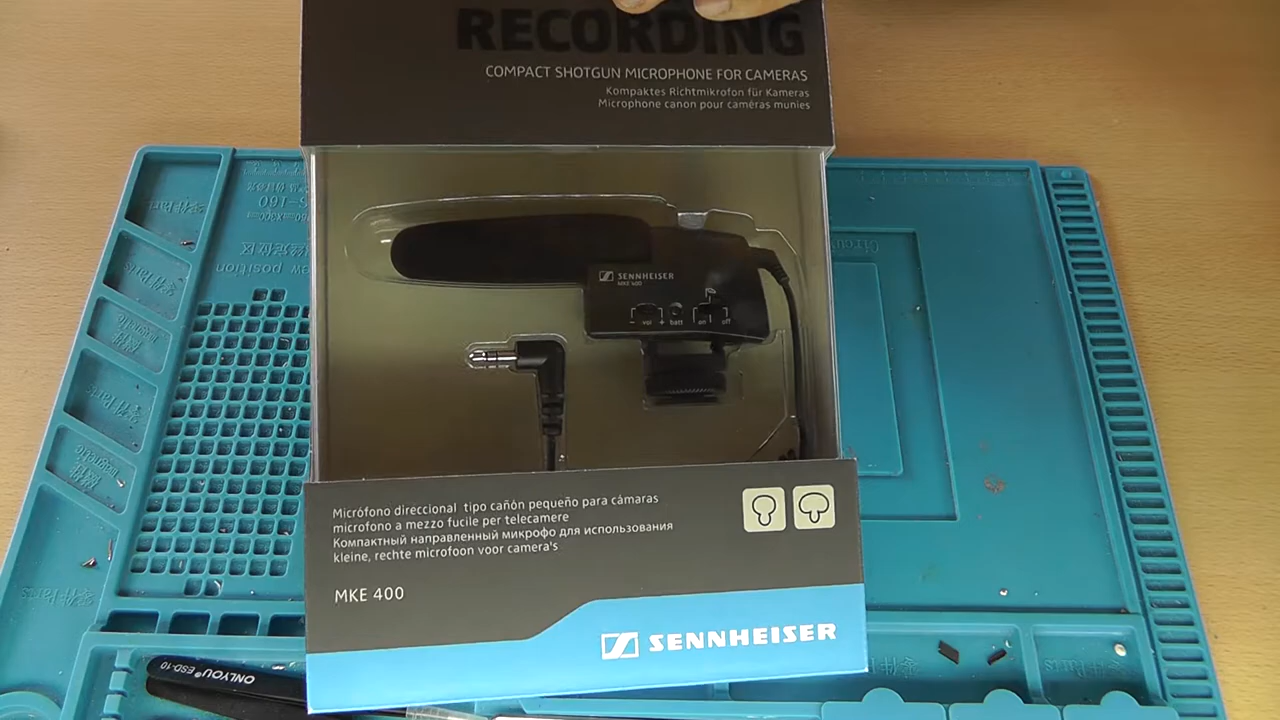 RECORDING
COMPACT SHOTGUN MICROPHONE FOR CAMERAS
Kompaktes Richtmikrofon für Kameras
Microphone canon pour caméras munies
SENNHEISER
MKE 400
– vol + batt on off
Micrófono direccional tipo cañón pequeño para cámaras
microfono a mezzo fucile per telecamere
Компактный направленный микрофо для использования
kleine, rechte microfoon voor camera's
MKE 400
SENNHEISER
ONLYOU® ESD-10